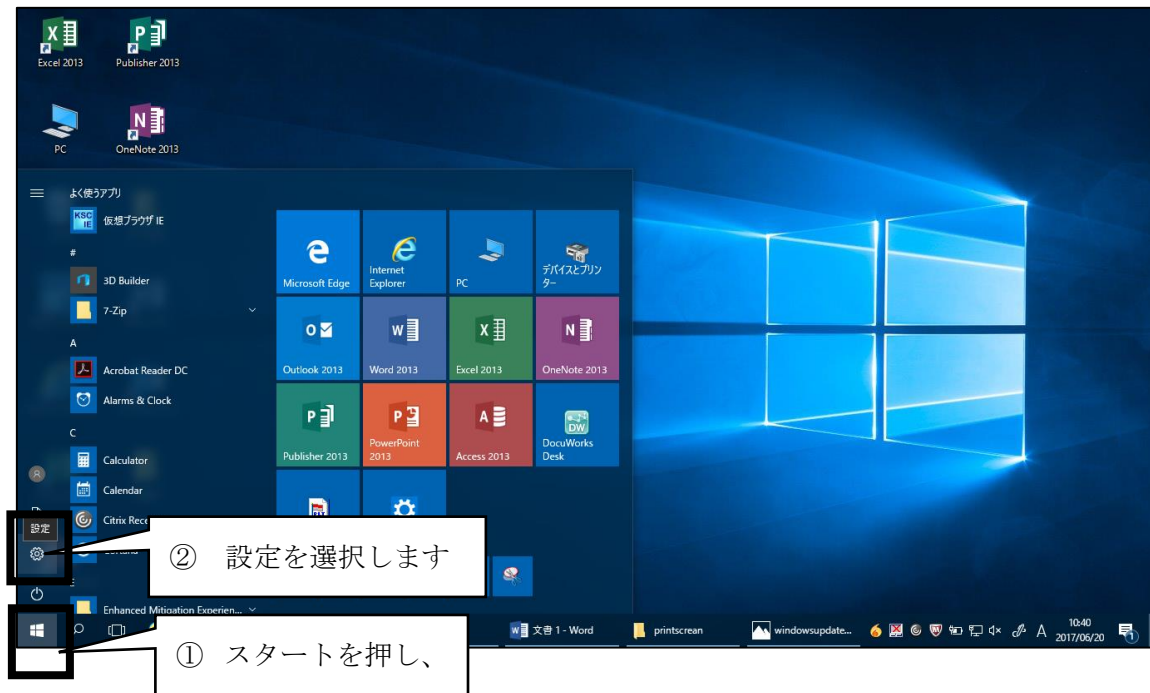 Excel 2013
Publisher 2013
PC
OneNote 2013
よく使うアプリ
KSC IE
仮想ブラウザ IE
#
3D Builder
7-Zip
A
Acrobat Reader DC
Alarms & Clock
C
Calculator
Calendar
Citrix Rece
E
Enhanced Mitigation Experien...
Microsoft Edge
Internet
Explorer
PC
デバイスとプリン
ター
Outlook 2013
Word 2013
Excel 2013
OneNote 2013
Publisher 2013
PowerPoint
2013
Access 2013
DW
DocuWorks
Desk
設定
② 設定を選択します
① スタートを押し、
文書 1 - Word
printscrean
windowsupdate...
A
10:40
2017/06/20
1